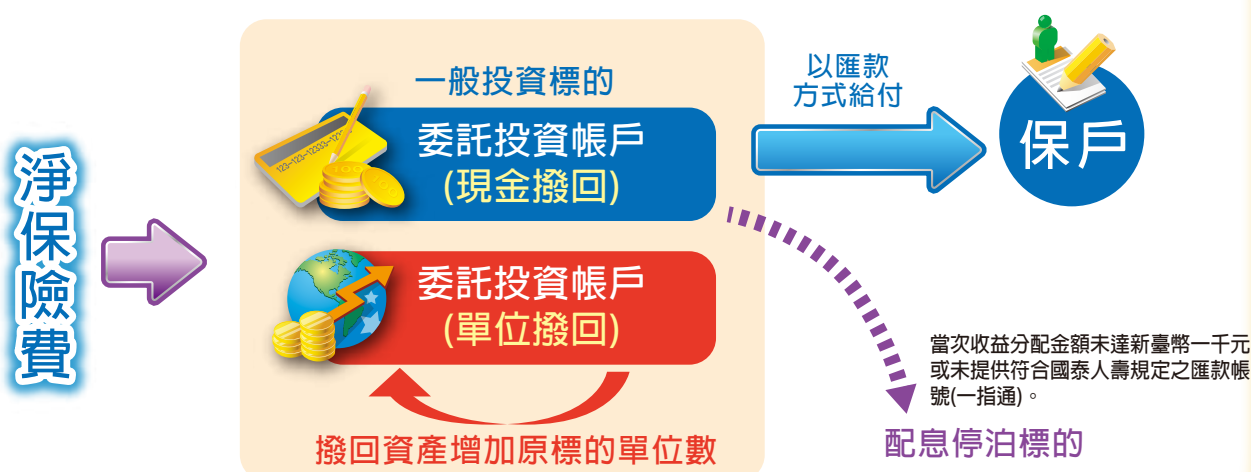 淨保險費
一般投資標的
委託投資帳戶
(現金撥回)
委託投資帳戶
(單位撥回)
撥回資產增加原標的單位數
以匯款
方式給付
保戶
當次收益分配金額未達新臺幣一千元
或未提供符合國泰人壽規定之匯款帳
號(一指通)。
配息停泊標的